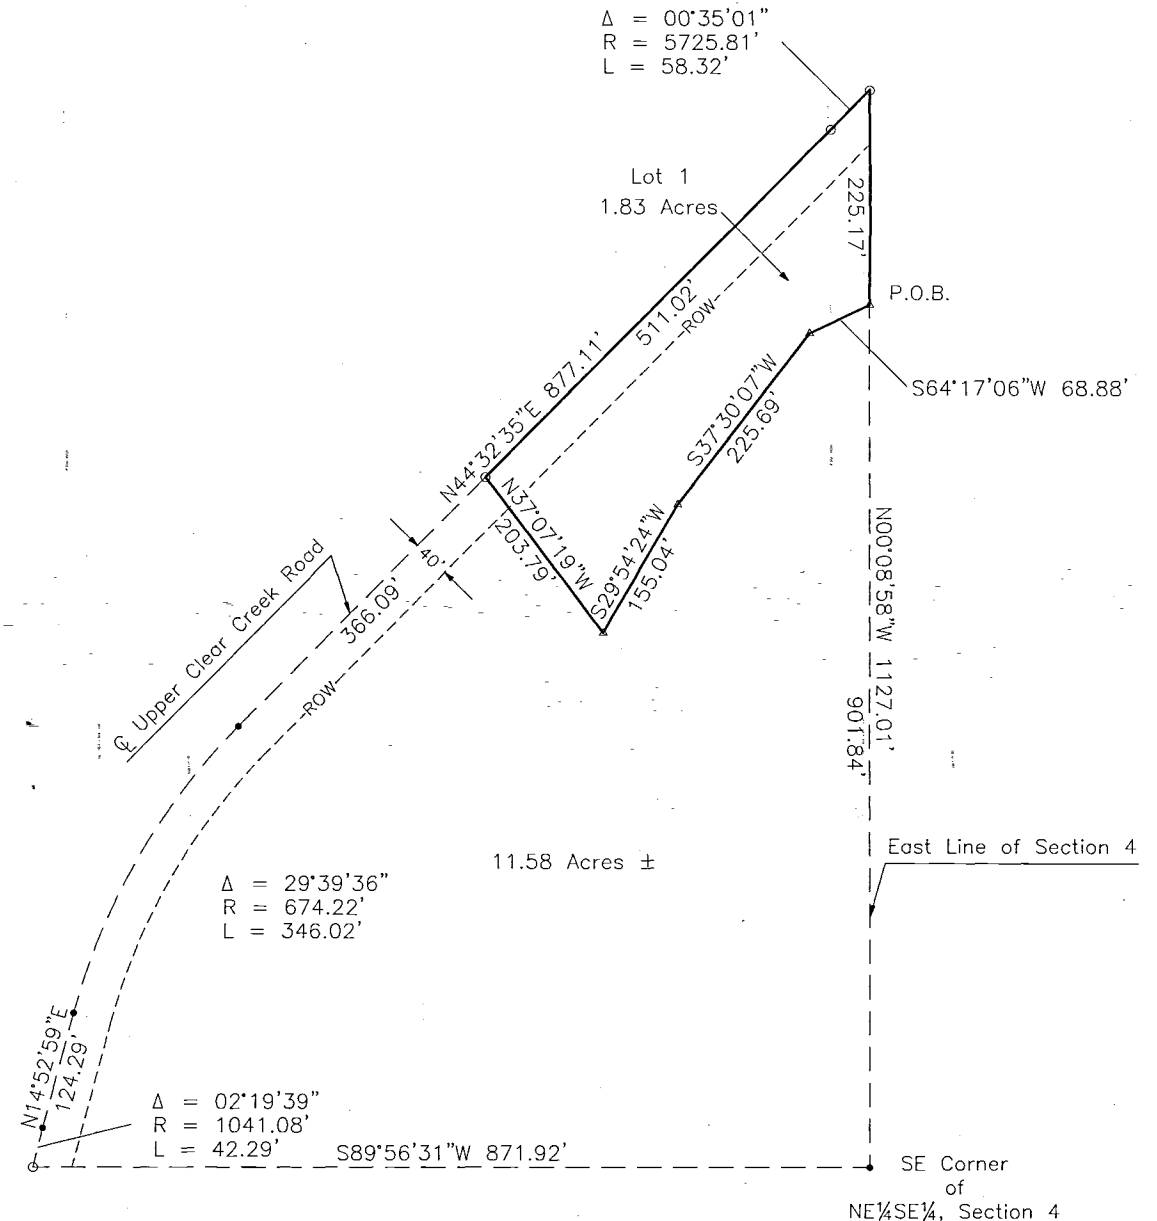 Δ = 00°35'01"
R = 5725.81'
L = 58.32'
Lot 1
1.83 Acres
225.17'
P.O.B.
511.02'
ROW
N44°32'35"E 877.11'
S64°17'06"W 68.88'
S37°30'07"W
225.69'
N37°07'19"W
203.79'
S29°54'24"W
155.04'
40'
366.09'
℄ Upper Clear Creek Road
ROW
N00°08'58"W 1127.01'
901.84'
East Line of Section 4
11.58 Acres ±
Δ = 29°39'36"
R = 674.22'
L = 346.02'
N14°52'59"E
124.29'
Δ = 02°19'39"
R = 1041.08'
L = 42.29'
S89°56'31"W 871.92'
SE Corner
of
NE¼SE¼, Section 4